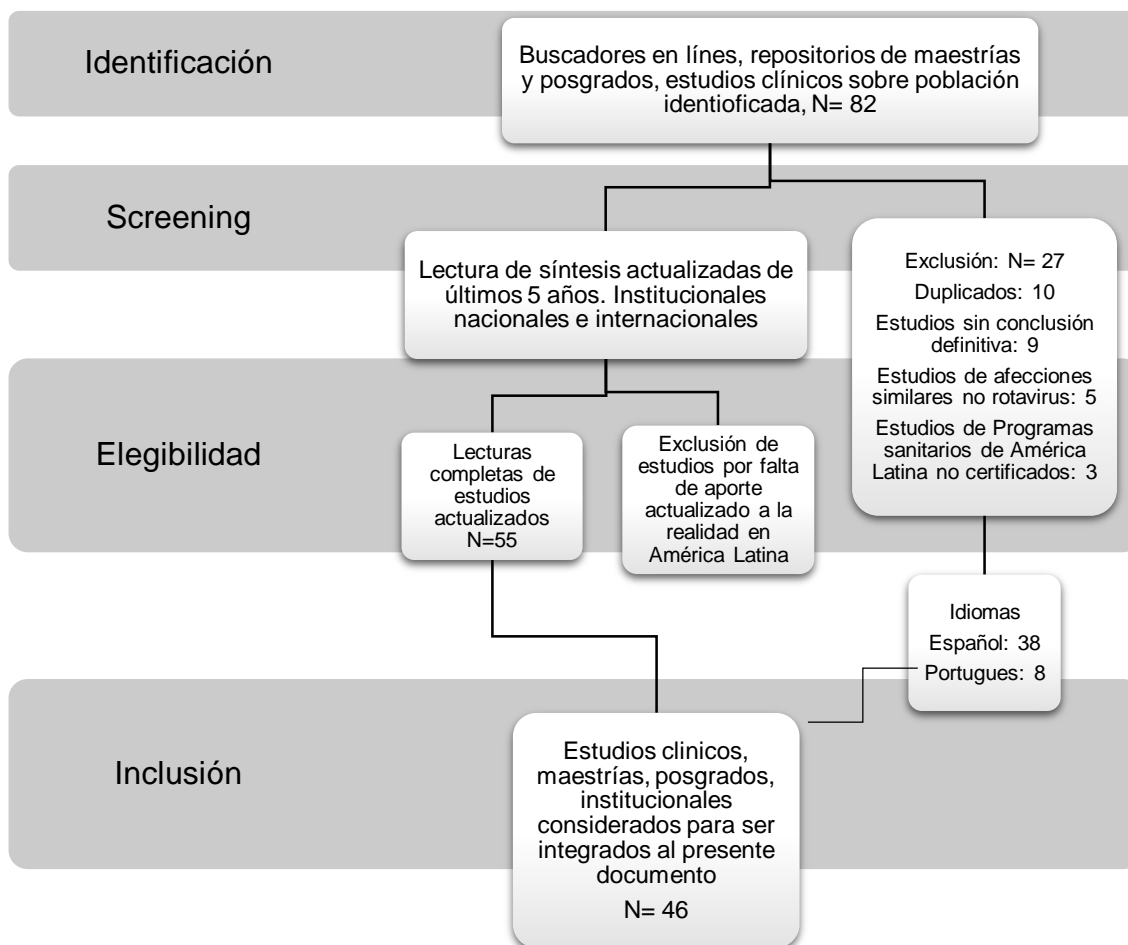 Identificación
Buscadores en línes, repositorios de maestrías
y posgrados, estudios clínicos sobre población
identioficada, N= 82
Screening
Lectura de síntesis actualizadas de
últimos 5 años. Institucionales
nacionales e internacionales
Exclusión: N= 27
Duplicados: 10
Estudios sin conclusión
definitiva: 9
Estudios de afecciones
similares no rotavirus: 5
Estudios de Programas
sanitarios de América
Latina no certificados: 3
Elegibilidad
Lecturas
completas de
estudios
actualizados
N=55
Exclusión de
estudios por falta
de aporte
actualizado a la
realidad en
América Latina
Idiomas
Español: 38
Portugues: 8
Inclusión
Estudios clinicos,
maestrías, posgrados,
institucionales
considerados para ser
integrados al presente
documento
N= 46